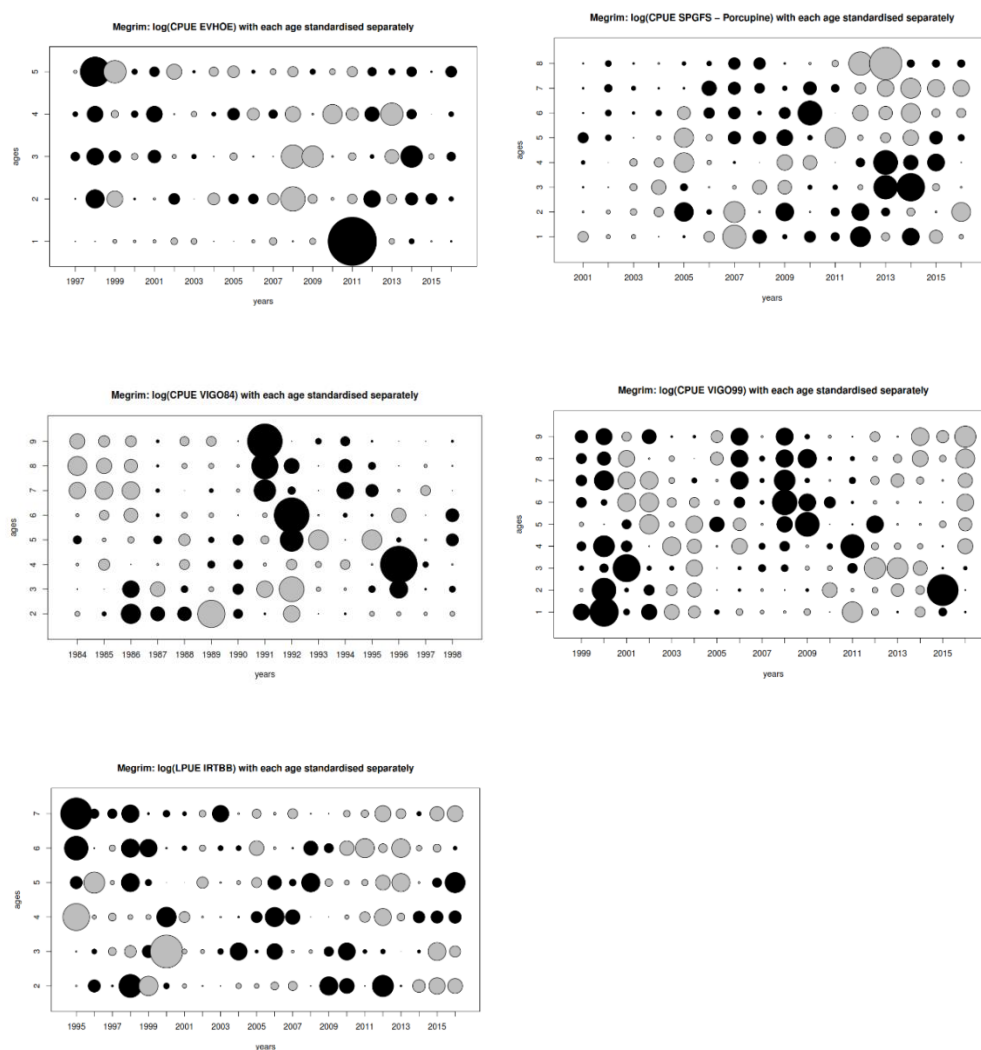 Megrim: log(CPUE EVHOE) with each age standardised separately
ages
5
4
3
2
1
1997 1999 2001 2003 2005 2007 2009 2011 2013 2015
years
Megrim: log(CPUE SPGFS – Porcupine) with each age standardised separately
ages
8
7
6
5
4
3
2
1
2001 2003 2005 2007 2009 2011 2013 2015
years
Megrim: log(CPUE VIGO84) with each age standardised separately
ages
9
8
7
6
5
4
3
2
1984 1985 1986 1987 1988 1989 1990 1991 1992 1993 1994 1995 1996 1997 1998
years
Megrim: log(CPUE VIGO99) with each age standardised separately
ages
9
8
7
6
5
4
3
2
1
1999 2001 2003 2005 2007 2009 2011 2013 2015
years
Megrim: log(LPUE IRTBB) with each age standardised separately
ages
7
6
5
4
3
2
1995 1997 1999 2001 2003 2005 2007 2009 2011 2013 2015
years